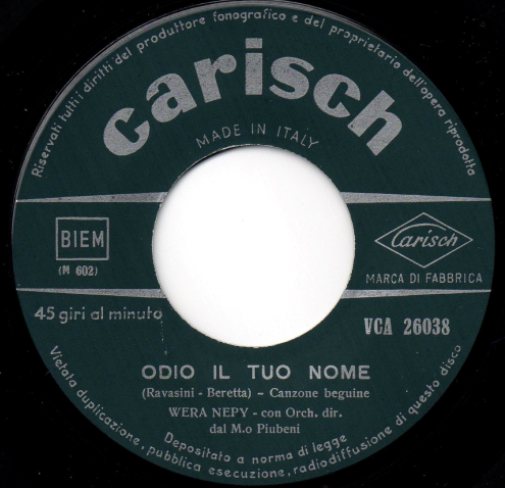 Riservati tutti i diritti del produttore fonografico e del proprietario dell'opera riprodotta
carisch
MADE IN ITALY
BIEM
(M 602)
Carisch
MARCA DI FABBRICA
45 giri al minuto
VCA 26038
ODIO IL TUO NOME
(Ravasini - Beretta) - Canzone beguine
WERA NEPY - con Orch. dir.
dal M.o Piubeni
Depositato a norma di legge
Vietata duplicazione, pubblica esecuzione, radiodiffusione di questo disco